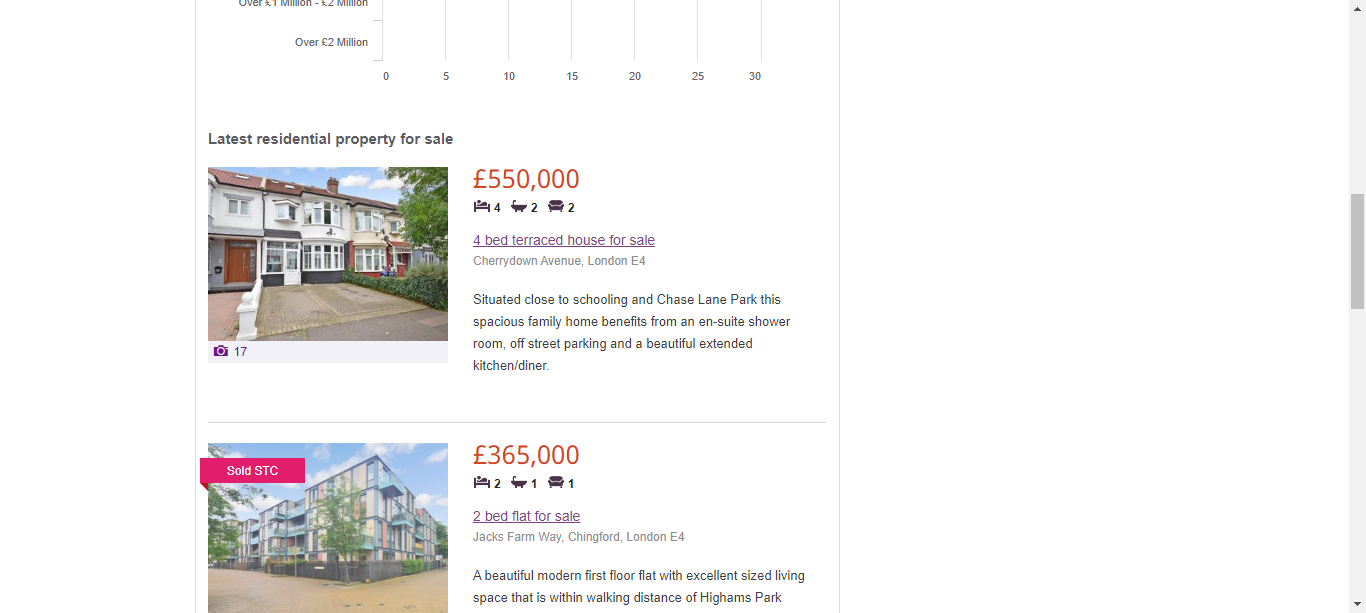 Over £1 Million - £2 Million
Over £2 Million
0 5 10 15 20 25 30
Latest residential property for sale
£550,000
4 2 2
4 bed terraced house for sale
Cherrydown Avenue, London E4
Situated close to schooling and Chase Lane Park this
spacious family home benefits from an en-suite shower
room, off street parking and a beautiful extended
kitchen/diner.
17
Sold STC
£365,000
2 1 1
2 bed flat for sale
Jacks Farm Way, Chingford, London E4
A beautiful modern first floor flat with excellent sized living
space that is within walking distance of Highams Park